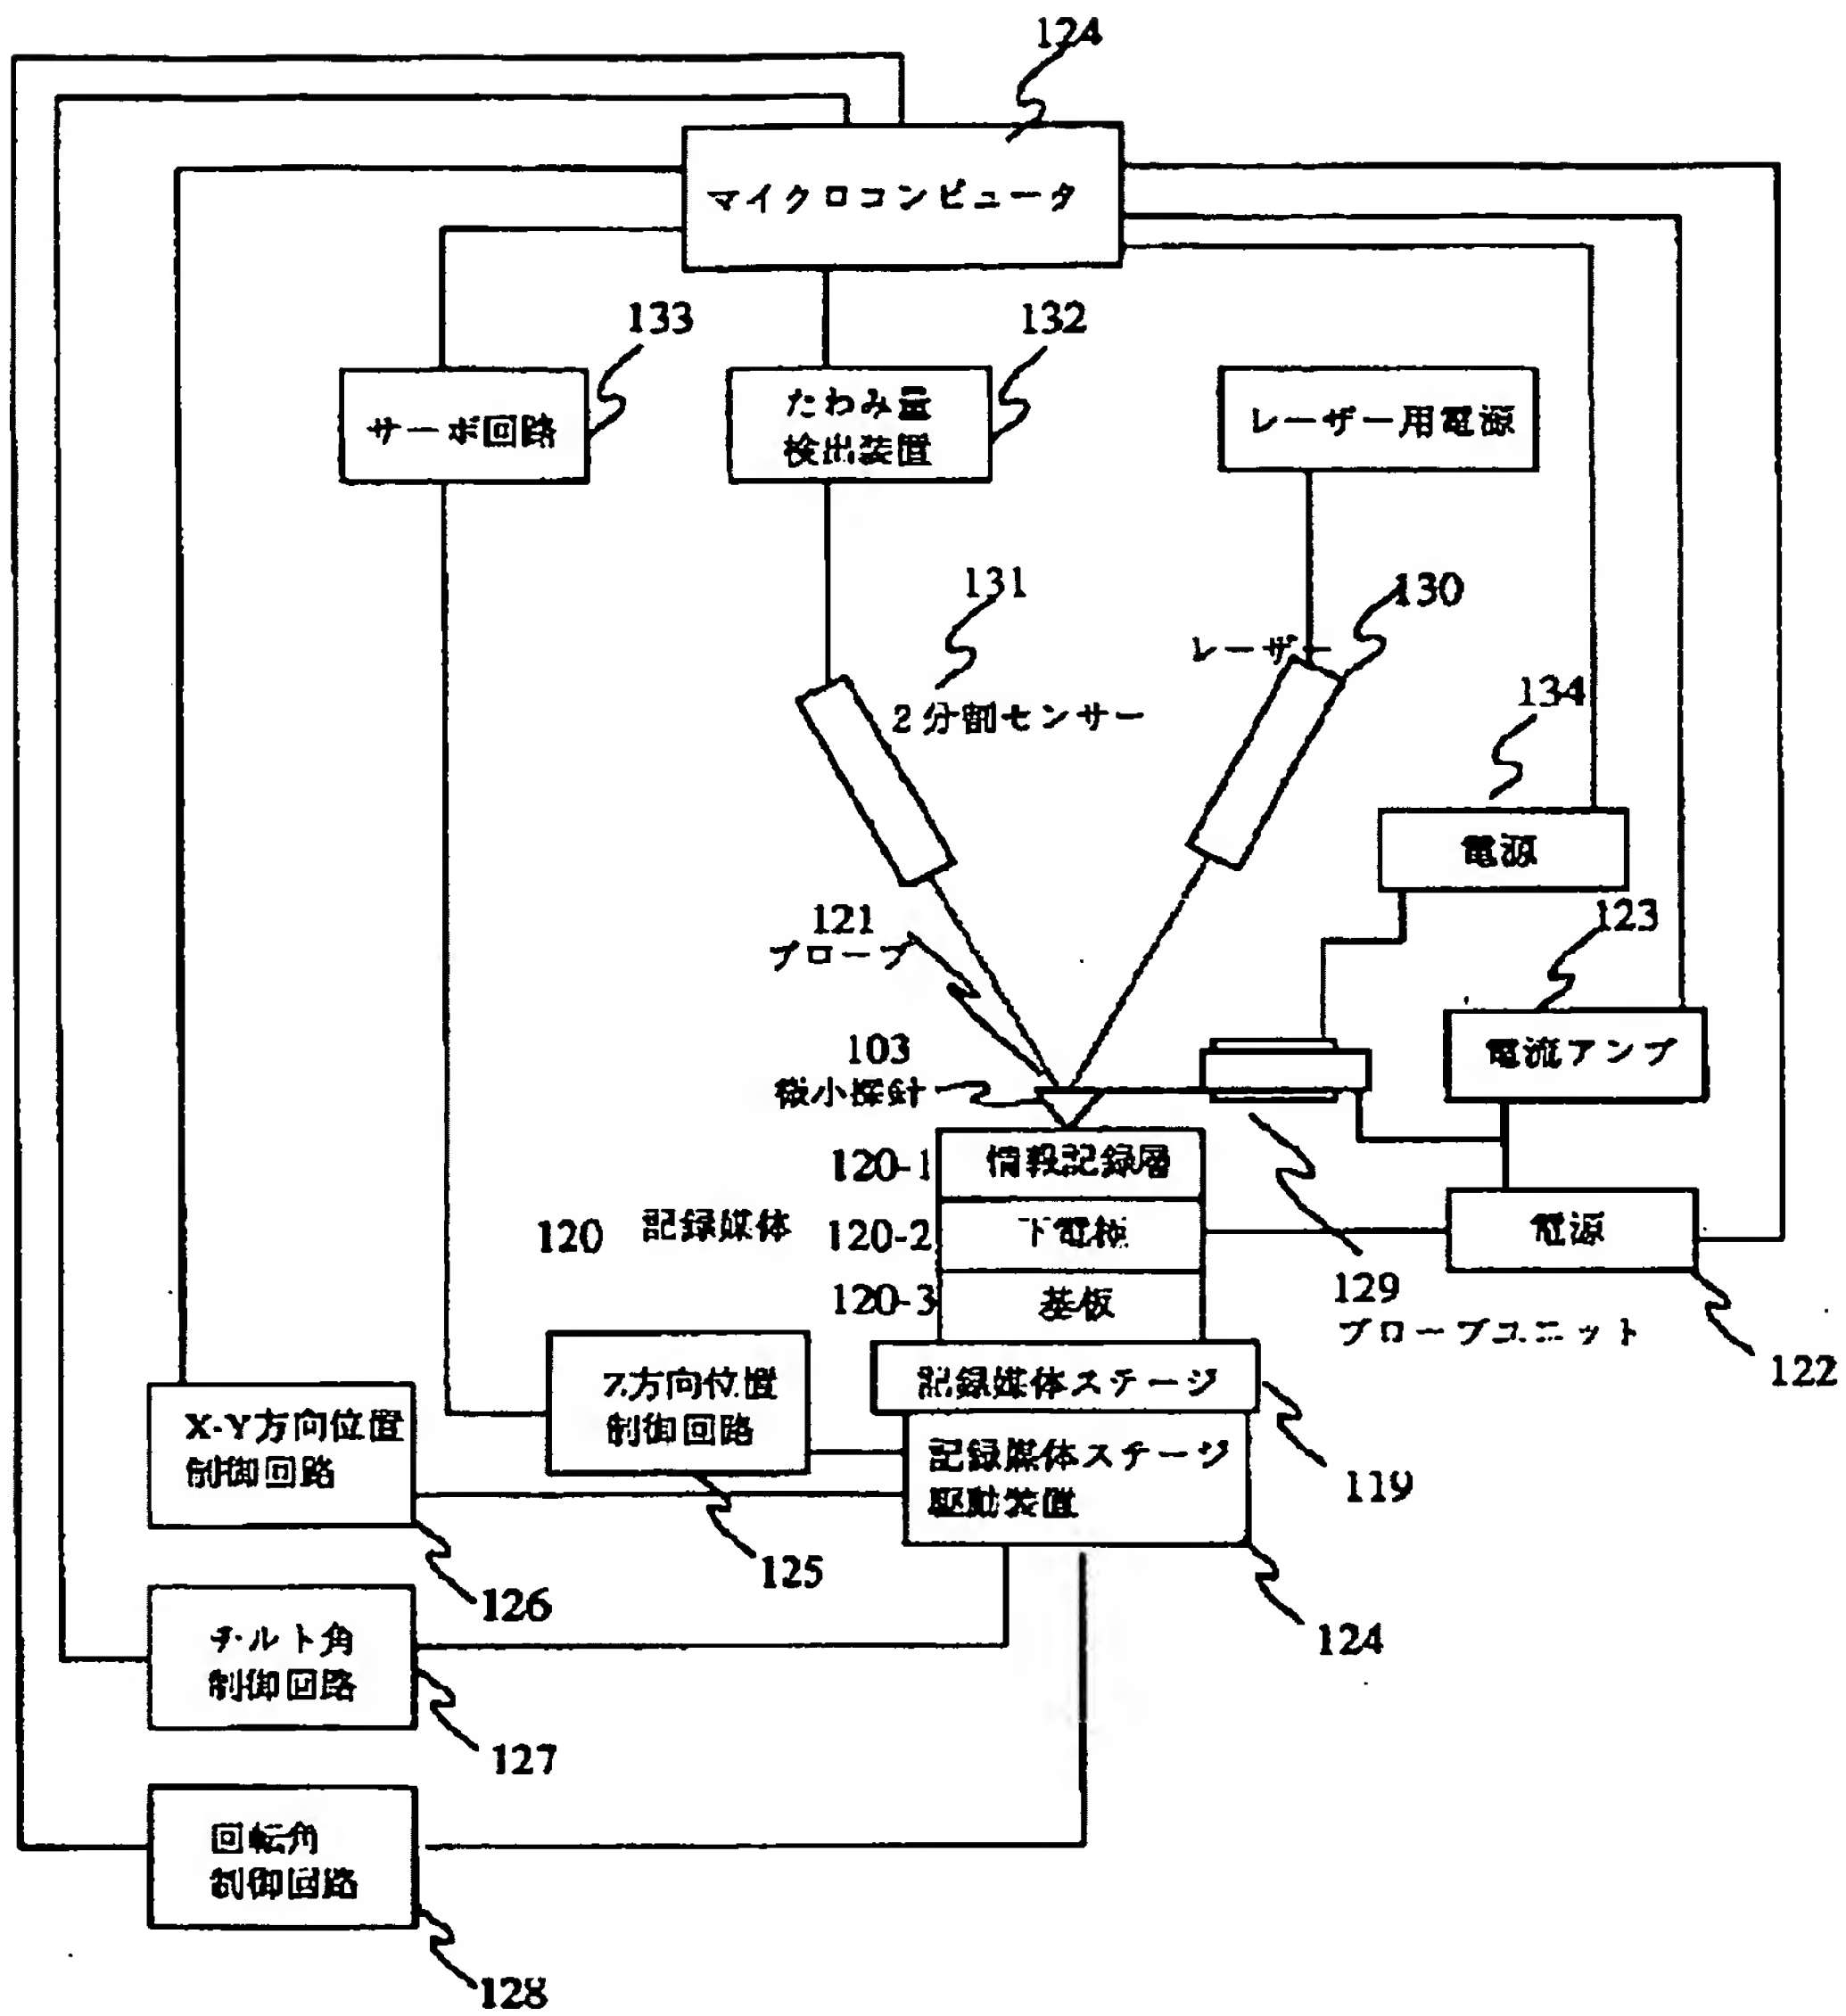 124
マイクロコンピュータ
133
132
サーボ回路
たわみ量
検出装置
レーザー用電源
131
130
レーザー
2分割センサー
134
電源
121
プローブ
123
103
微小探針
電流アンプ
120-1
情報記録層
120
記録媒体
120-2
下電極
電源
120-3
基板
129
プローブユニット
122
Z方向位置
制御回路
記録媒体ステージ
X-Y方向位置
制御回路
記録媒体ステージ
駆動装置
119
125
126
124
チルト角
制御回路
127
回転角
制御回路
128